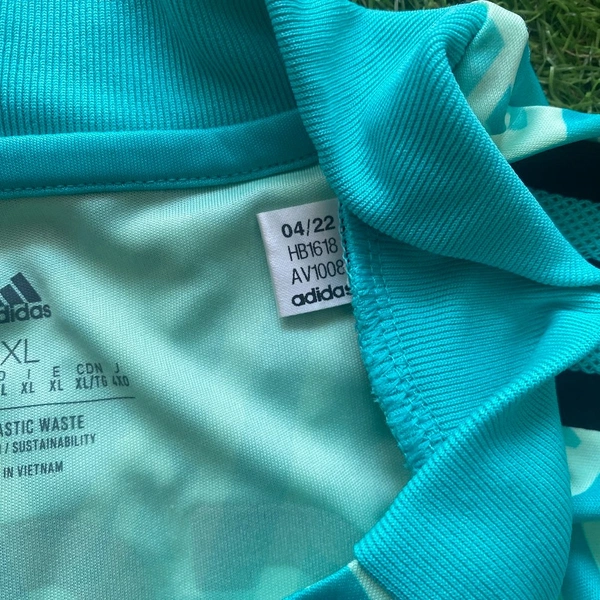 04/22
HB1618
AV1008
adidas
adidas
XL
I E CDN J
L XL XL XL/TG 4XO
ASTIC WASTE
/ SUSTAINABILITY
IN VIETNAM